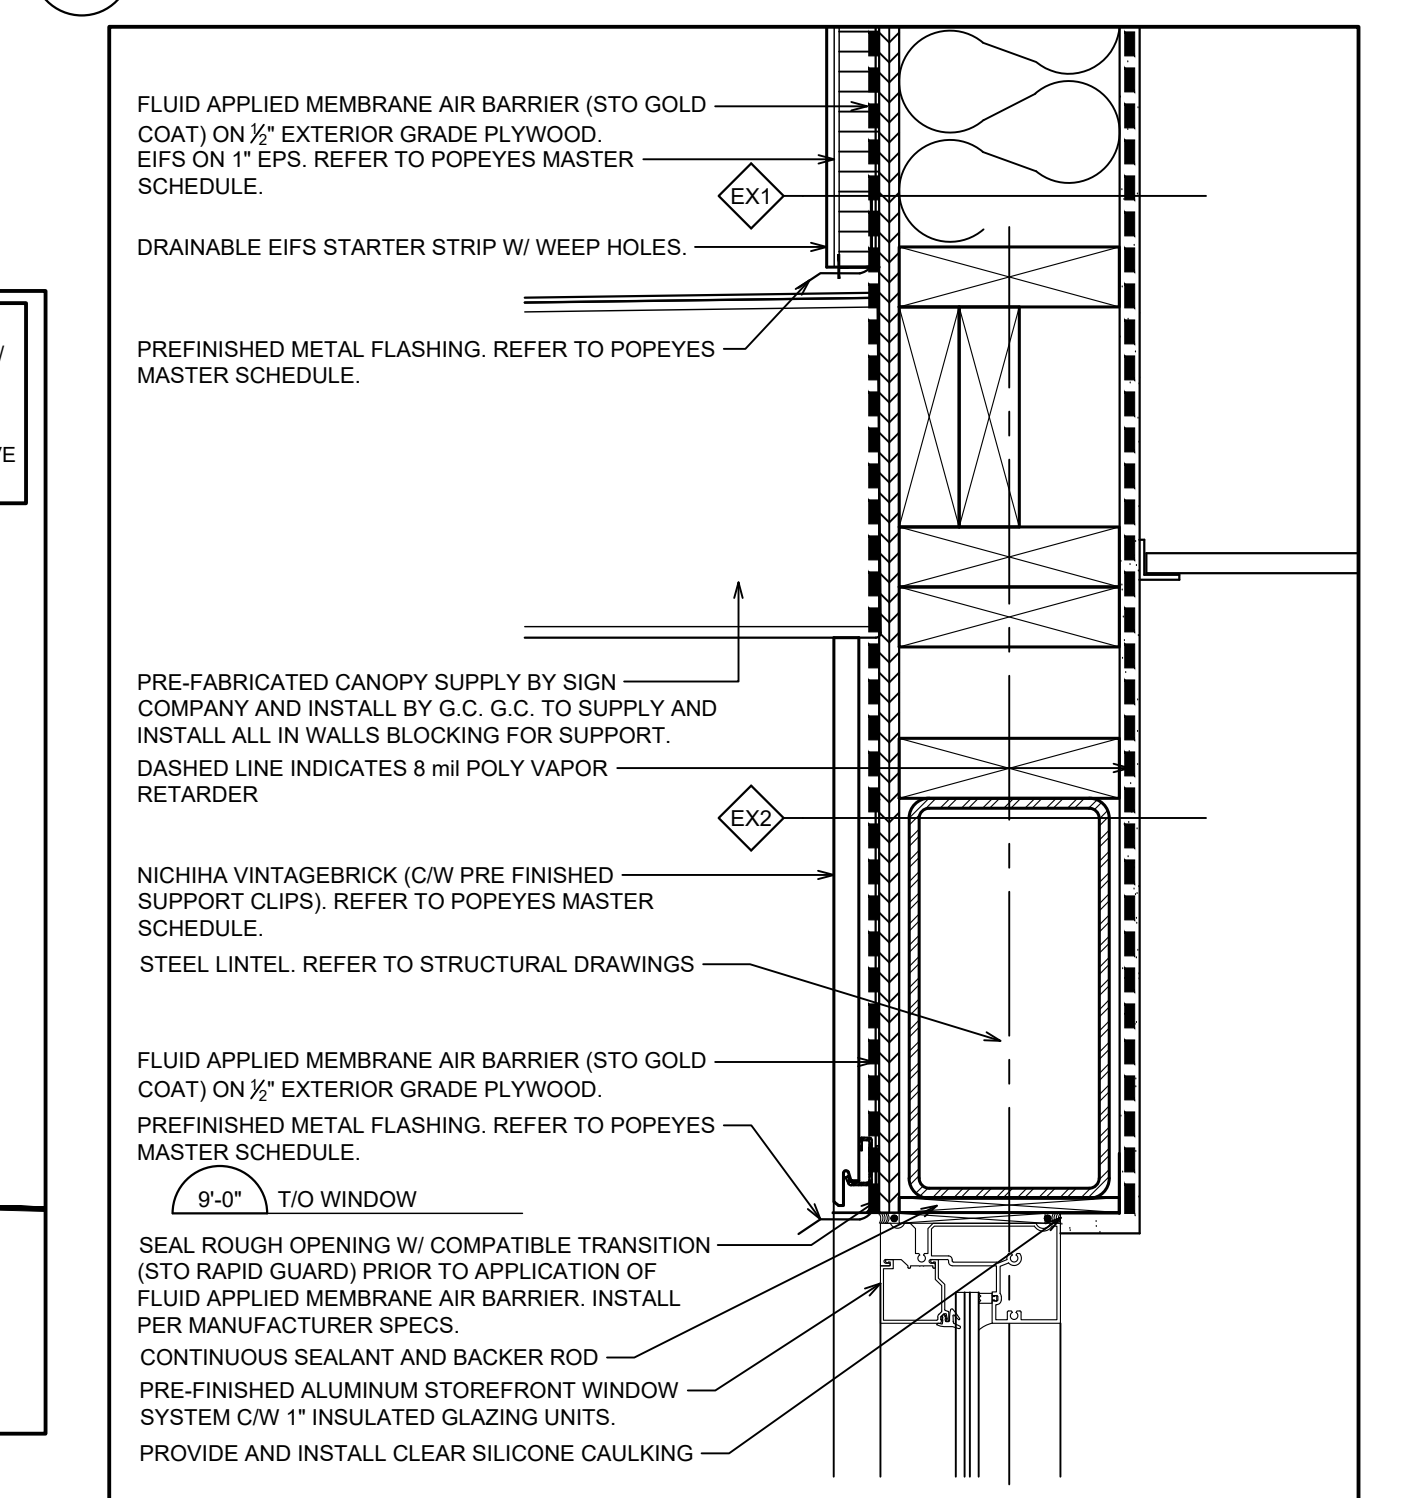 FLUID APPLIED MEMBRANE AIR BARRIER (STO GOLD
COAT) ON ½" EXTERIOR GRADE PLYWOOD.
EIFS ON 1" EPS. REFER TO POPEYES MASTER
SCHEDULE.
EX1
DRAINABLE EIFS STARTER STRIP W/ WEEP HOLES.
PREFINISHED METAL FLASHING. REFER TO POPEYES
MASTER SCHEDULE.
PRE-FABRICATED CANOPY SUPPLY BY SIGN
COMPANY AND INSTALL BY G.C. G.C. TO SUPPLY AND
INSTALL ALL IN WALLS BLOCKING FOR SUPPORT.
DASHED LINE INDICATES 8 mil POLY VAPOR
RETARDER
EX2
NICHIHA VINTAGEBRICK (C/W PRE FINISHED
SUPPORT CLIPS). REFER TO POPEYES MASTER
SCHEDULE.
STEEL LINTEL. REFER TO STRUCTURAL DRAWINGS
FLUID APPLIED MEMBRANE AIR BARRIER (STO GOLD
COAT) ON ½" EXTERIOR GRADE PLYWOOD.
PREFINISHED METAL FLASHING. REFER TO POPEYES
MASTER SCHEDULE.
9'-0" T/O WINDOW
SEAL ROUGH OPENING W/ COMPATIBLE TRANSITION
(STO RAPID GUARD) PRIOR TO APPLICATION OF
FLUID APPLIED MEMBRANE AIR BARRIER. INSTALL
PER MANUFACTURER SPECS.
CONTINUOUS SEALANT AND BACKER ROD
PRE-FINISHED ALUMINUM STOREFRONT WINDOW
SYSTEM C/W 1" INSULATED GLAZING UNITS.
PROVIDE AND INSTALL CLEAR SILICONE CAULKING